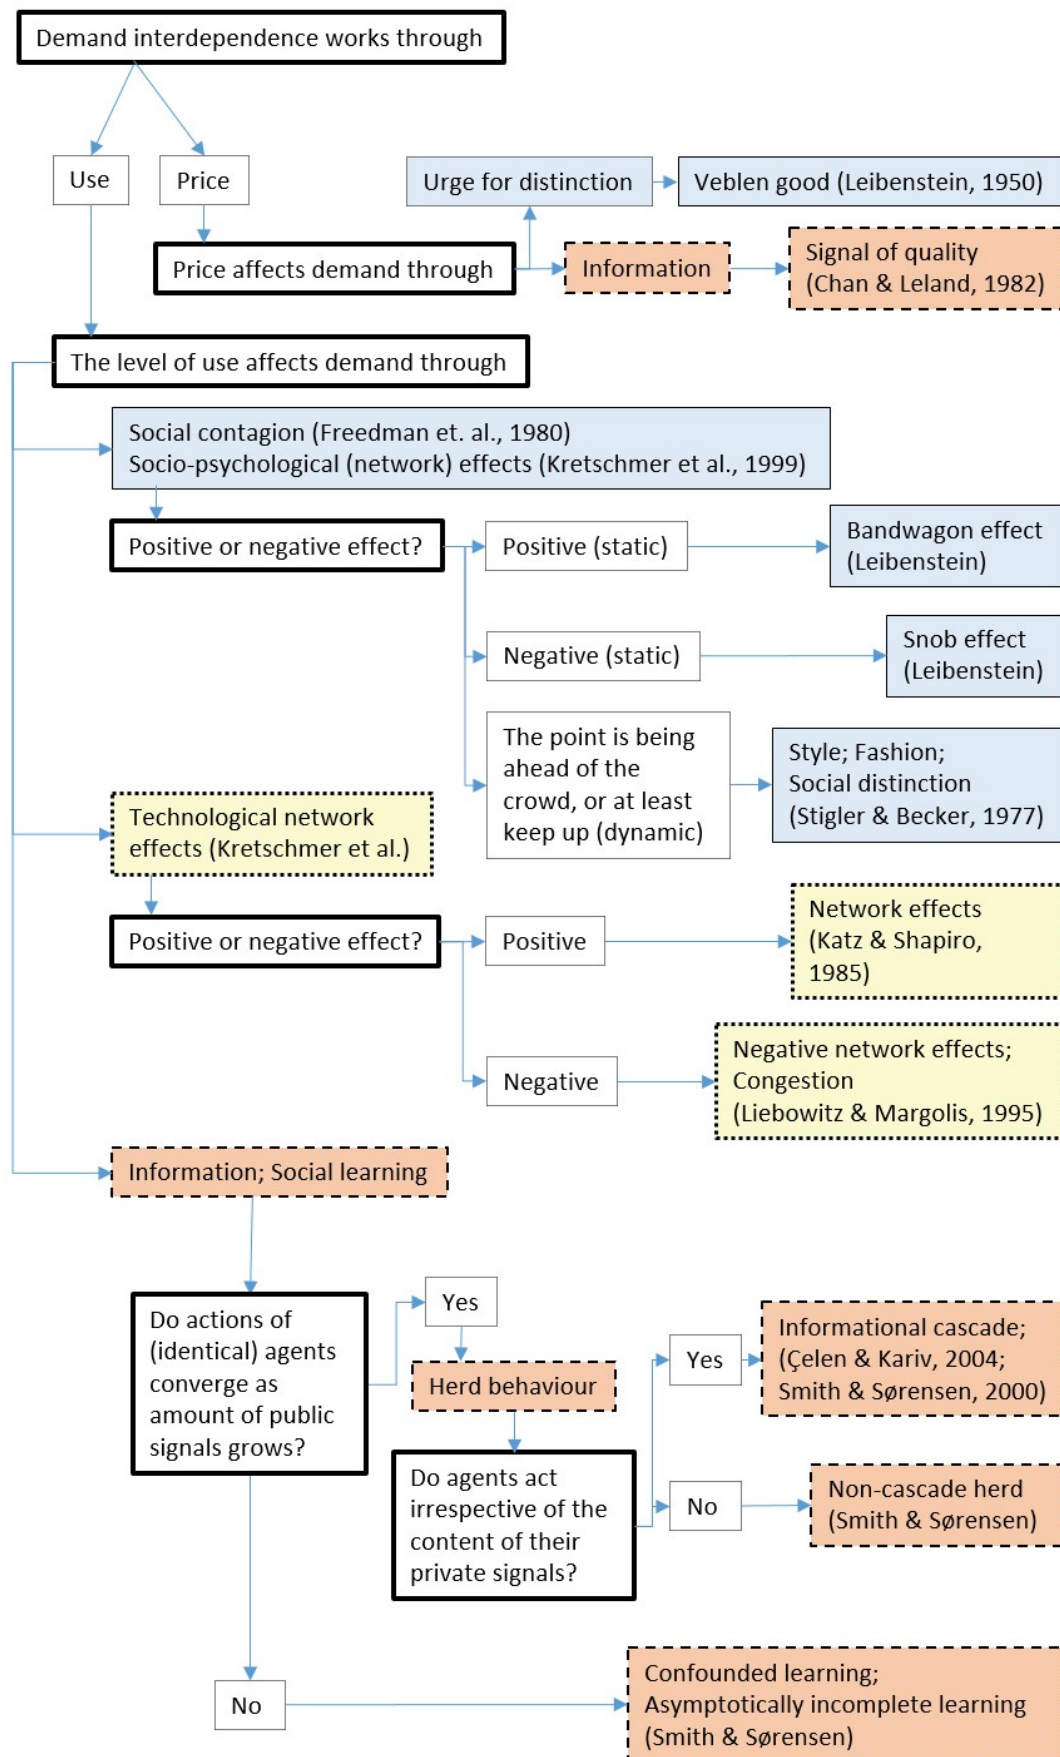 Demand interdependence works through
Use
Price
Urge for distinction
Veblen good (Leibenstein, 1950)
Price affects demand through
Information
Signal of quality
(Chan & Leland, 1982)
The level of use affects demand through
Social contagion (Freedman et. al., 1980)
Socio-psychological (network) effects (Kretschmer et al., 1999)
Positive or negative effect?
Positive (static)
Bandwagon effect
(Leibenstein)
Negative (static)
Snob effect
(Leibenstein)
The point is being
ahead of the
crowd, or at least
keep up (dynamic)
Style; Fashion;
Social distinction
(Stigler & Becker, 1977)
Technological network
effects (Kretschmer et al.)
Positive or negative effect?
Positive
Network effects
(Katz & Shapiro,
1985)
Negative
Negative network effects;
Congestion
(Liebowitz & Margolis, 1995)
Information; Social learning
Do actions of
(identical) agents
converge as
amount of public
signals grows?
Yes
Herd behaviour
Do agents act
irrespective of the
content of their
private signals?
Yes
Informational cascade;
(Çelen & Kariv, 2004;
Smith & Sørensen, 2000)
No
Non-cascade herd
(Smith & Sørensen)
No
Confounded learning;
Asymptotically incomplete learning
(Smith & Sørensen)